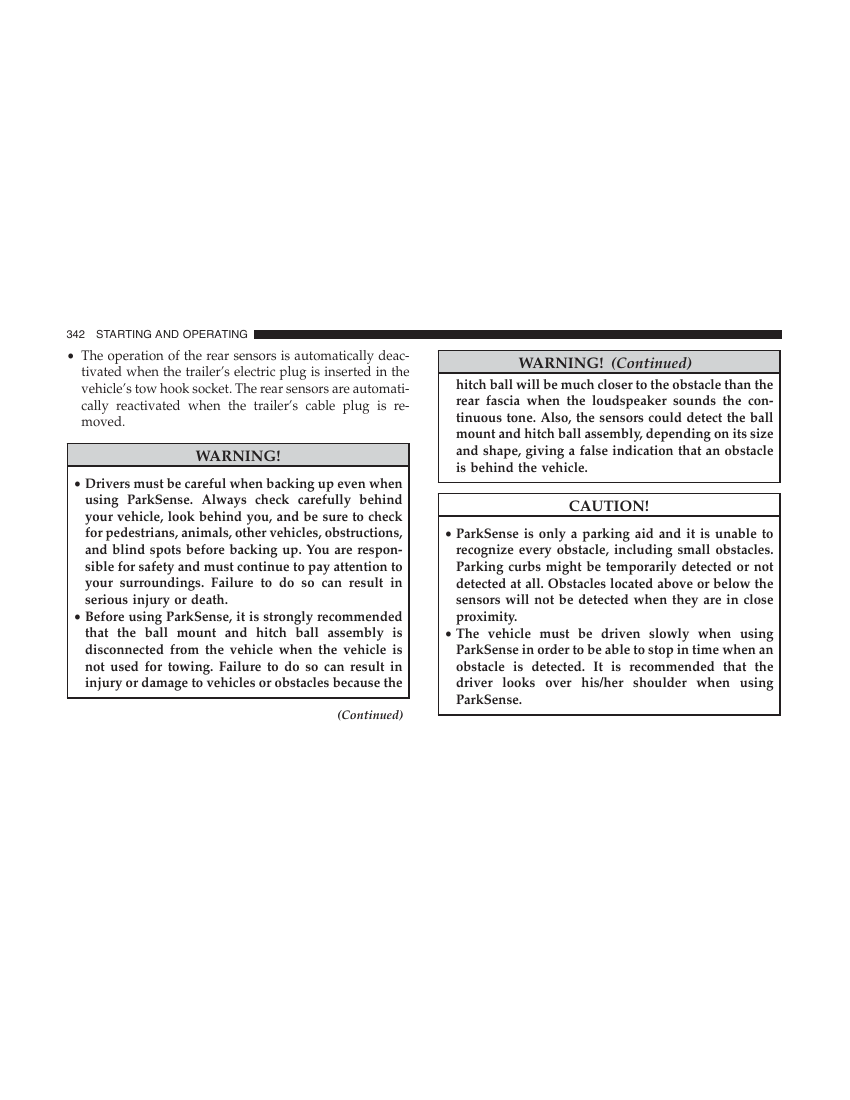 342 STARTING AND OPERATING
• The operation of the rear sensors is automatically deac-
tivated when the trailer's electric plug is inserted in the
vehicle's tow hook socket. The rear sensors are automati-
cally reactivated when the trailer's cable plug is re-
moved.
WARNING!
• Drivers must be careful when backing up even when
using ParkSense. Always check carefully behind
your vehicle, look behind you, and be sure to check
for pedestrians, animals, other vehicles, obstructions,
and blind spots before backing up. You are respon-
sible for safety and must continue to pay attention to
your surroundings. Failure to do so can result in
serious injury or death.
• Before using ParkSense, it is strongly recommended
that the ball mount and hitch ball assembly is
disconnected from the vehicle when the vehicle is
not used for towing. Failure to do so can result in
injury or damage to vehicles or obstacles because the
(Continued)
WARNING! (Continued)
hitch ball will be much closer to the obstacle than the
rear fascia when the loudspeaker sounds the con-
tinuous tone. Also, the sensors could detect the ball
mount and hitch ball assembly, depending on its size
and shape, giving a false indication that an obstacle
is behind the vehicle.
CAUTION!
• ParkSense is only a parking aid and it is unable to
recognize every obstacle, including small obstacles.
Parking curbs might be temporarily detected or not
detected at all. Obstacles located above or below the
sensors will not be detected when they are in close
proximity.
• The vehicle must be driven slowly when using
ParkSense in order to be able to stop in time when an
obstacle is detected. It is recommended that the
driver looks over his/her shoulder when using
ParkSense.